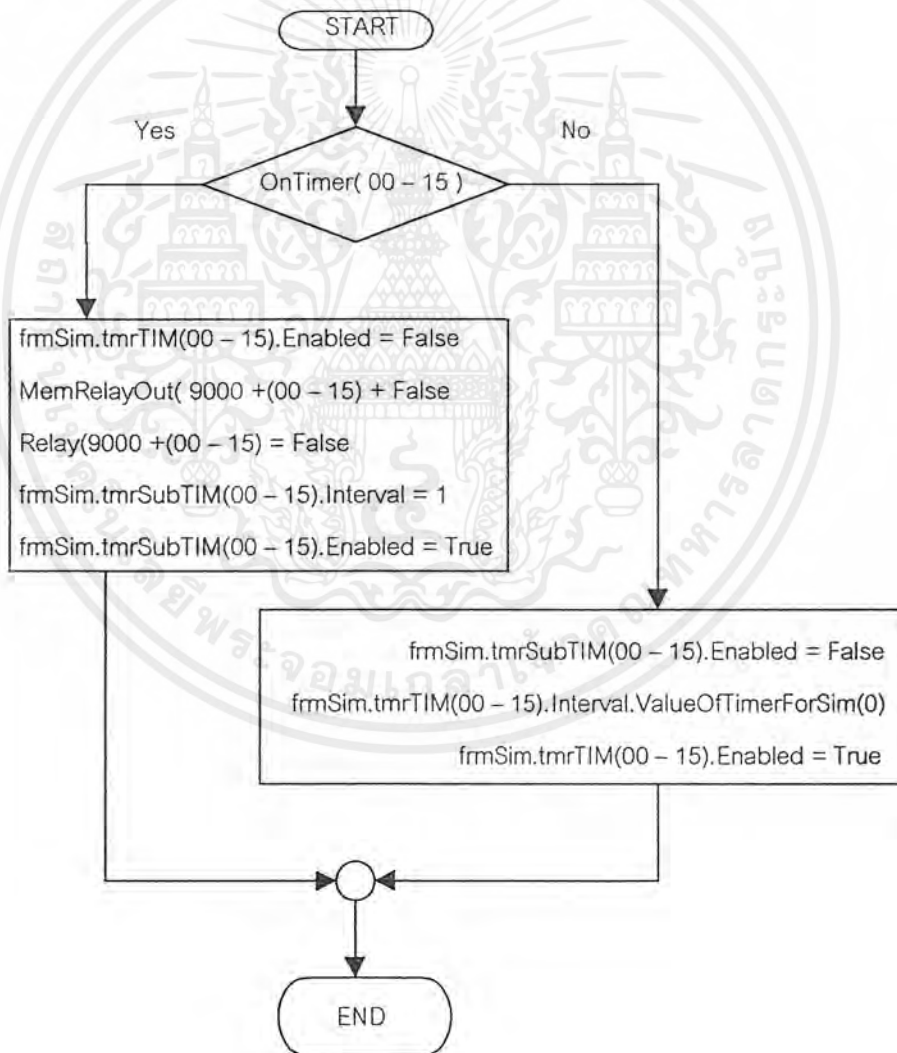 START
Yes
No
OnTimer( 00 – 15 )
frmSim.tmrTIM(00 – 15).Enabled = False
MemRelayOut( 9000 +(00 – 15) + False
Relay(9000 +(00 – 15) = False
frmSim.tmrSubTIM(00 – 15).Interval = 1
frmSim.tmrSubTIM(00 – 15).Enabled = True
frmSim.tmrSubTIM(00 – 15).Enabled = False
frmSim.tmrTIM(00 – 15).Interval.ValueOfTimerForSim(0)
frmSim.tmrTIM(00 – 15).Enabled = True
END